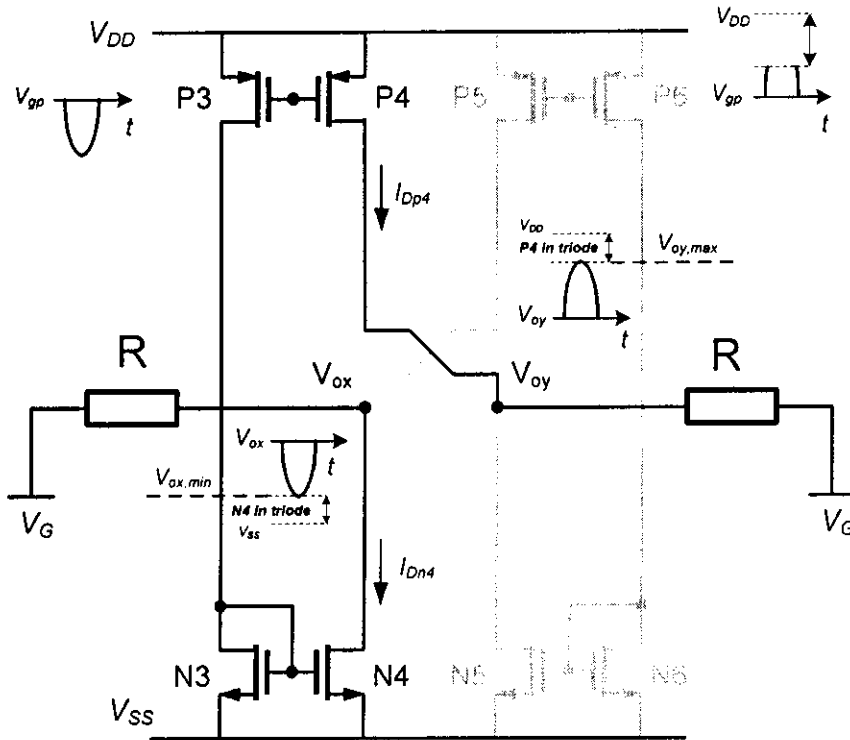 V_DD
V_DD
V_gp
t
P3
P4
P5
P6
V_gp
t
I_Dp4
V_DD
P4 in triode
V_oy,max
V_oy
t
R
V_ox
V_oy
R
V_ox
t
V_ox,min
N4 in triode
V_SS
V_G
V_G
I_Dn4
N3
N4
N5
N6
V_SS